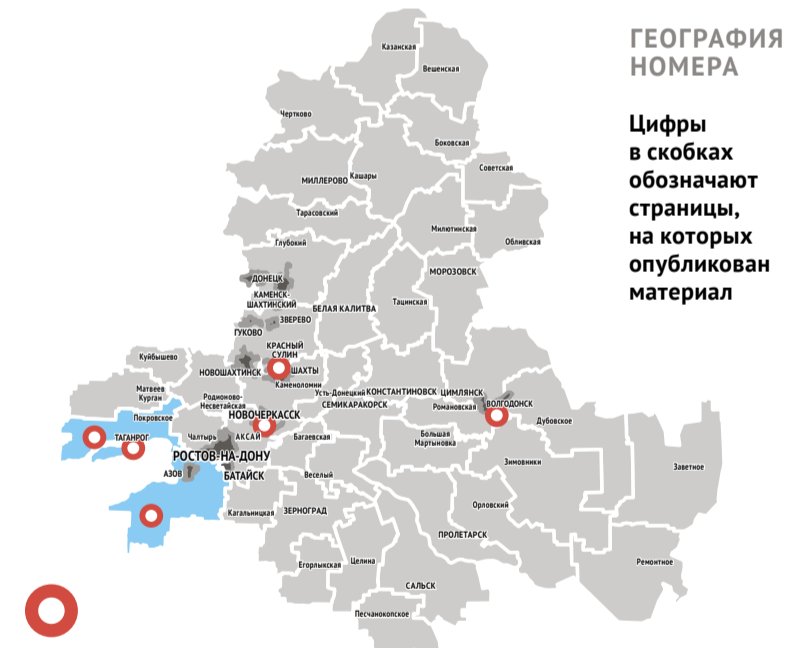 ГЕОГРАФИЯ
НОМЕРА
Цифры
в скобках
обозначают
страницы,
на которых
опубликован
материал
Казанская
Вешенская
Чертково
Боковская
Советская
МИЛЛЕРОВО
Кашары
Тарасовский
Милютинская
Глубокий
Обливская
ДОНЕЦК
МОРОЗОВСК
КАМЕНСК-
ШАХТИНСКИЙ
БЕЛАЯ КАЛИТВА
Тацинская
ЗВЕРЕВО
ГУКОВО
КРАСНЫЙ
СУЛИН
Куйбышево
НОВОШАХТИНСК
ШАХТЫ
Каменоломни
Матвеев
Курган
Родионово-
Несветайская
Усть-Донецкий
КОНСТАНТИНОВСК
ЦИМЛЯНСК
СЕМИКАРАКОРСК
Романовская
ВОЛГОДОНСК
Покровское
НОВОЧЕРКАССК
Дубовское
ТАГАНРОГ
Чалтырь
АКСАЙ
Багаевская
Большая
Мартыновка
РОСТОВ-НА-ДОНУ
Зимовники
Заветное
АЗОВ
БАТАЙСК
Веселый
Кагальницкая
ЗЕРНОГРАД
Орловский
ПРОЛЕТАРСК
Егорлыкская
Целина
Ремонтное
САЛЬСК
Песчанокопское